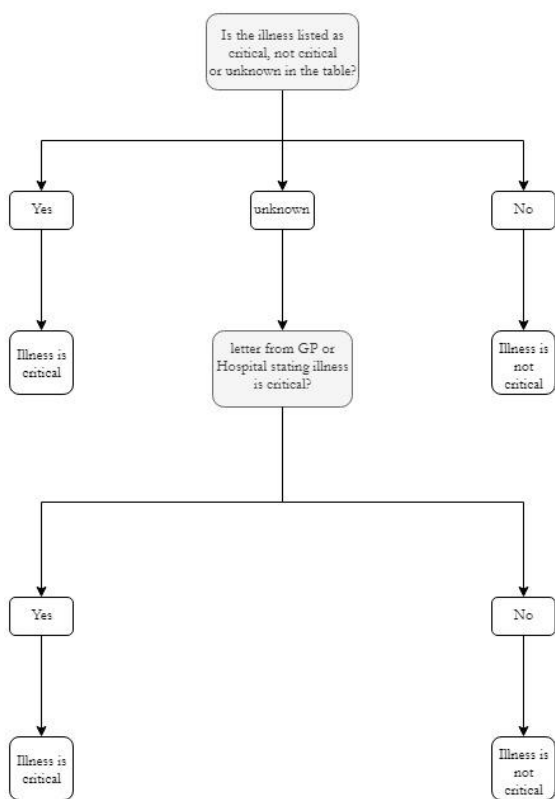 Is the illness listed as
critical, not critical
or unknown in the table?
Yes
unknown
No
Illness is
critical
letter from GP or
Hospital stating illness
is critical?
Illness is
not
critical
Yes
No
Illness is
critical
Illness is
not
critical